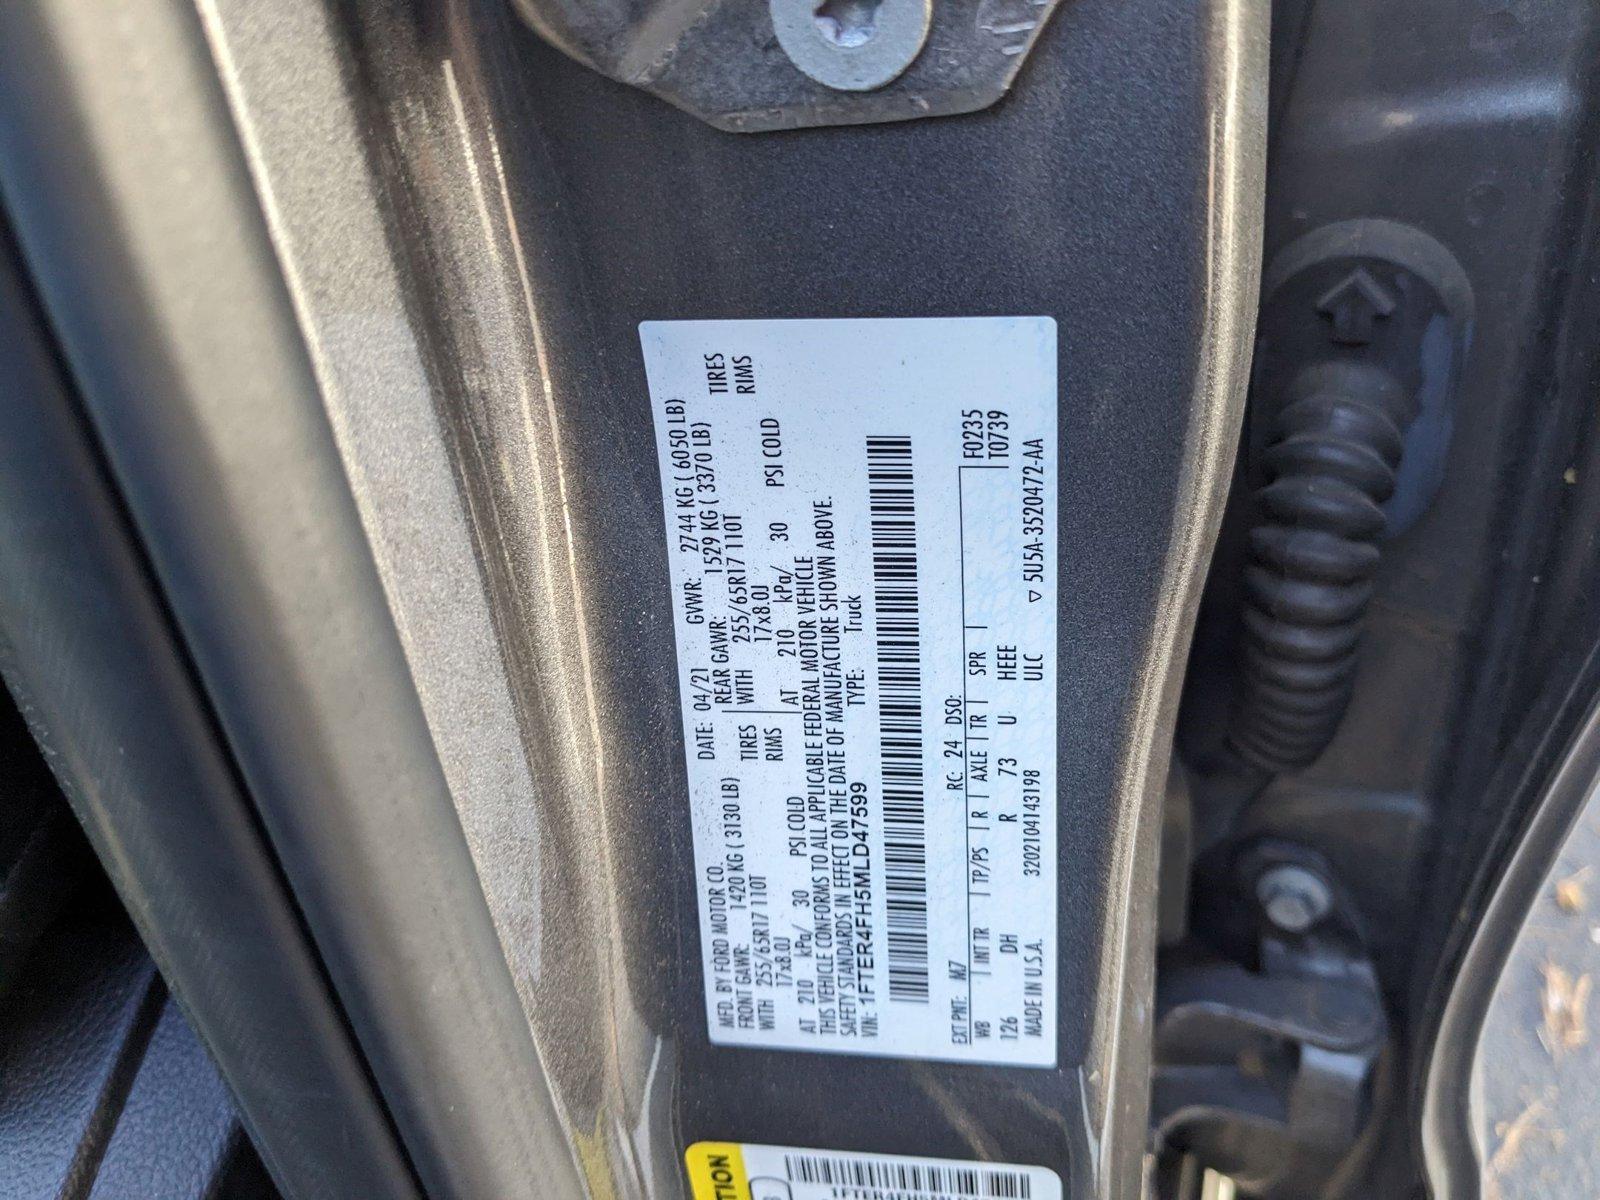 MFD. BY FORD MOTOR CO. DATE: 04/21 GVWR: 2744 KG ( 6050 LB)
FRONT GAWR: 1420 KG ( 3130 LB) REAR GAWR: 1529 KG ( 3370 LB)
WITH 255/65R17 110T TIRES WITH 255/65R17 110T TIRES
17x8.0J RIMS 17x8.0J RIMS
AT 210 kPa/ 30 PSI COLD AT 210 kPa/ 30 PSI COLD
THIS VEHICLE CONFORMS TO ALL APPLICABLE FEDERAL MOTOR VEHICLE
SAFETY STANDARDS IN EFFECT ON THE DATE OF MANUFACTURE SHOWN ABOVE.
VIN: 1FTER4FH5MLD47599 TYPE: Truck
EXT PNT: M7 RC: 24 DSO: F0235
WB INT TR TP/PS R AXLE TR SPR T0739
126 DH R 73 U HEEE
MADE IN U.S.A. 3202104143198 ULC ▽ 5U5A-3520472-AA